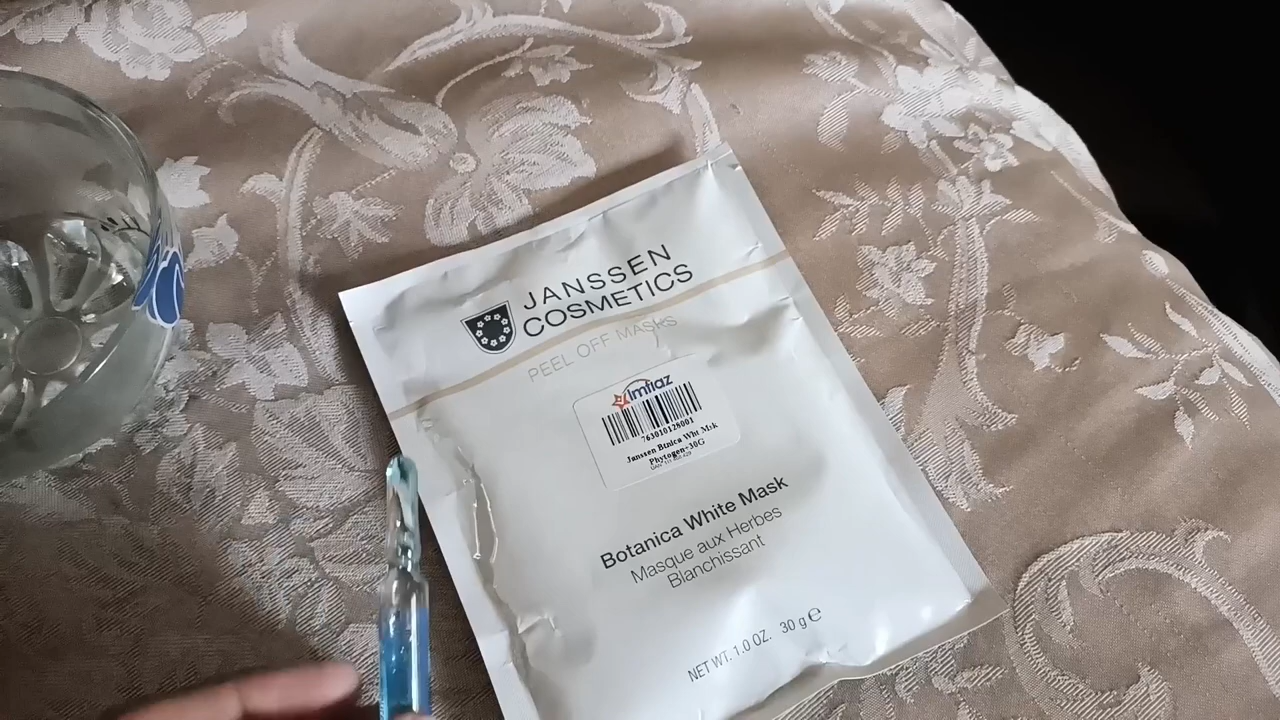 JANSSEN
COSMETICS
PEEL OFF MASKS
imtiaz
763010128001
Janssen Btnica Wht Msk
Phytogen-30G
Botanica White Mask
Masque aux Herbes
Blanchissant
NET WT. 1.0 OZ. 30 g ℮